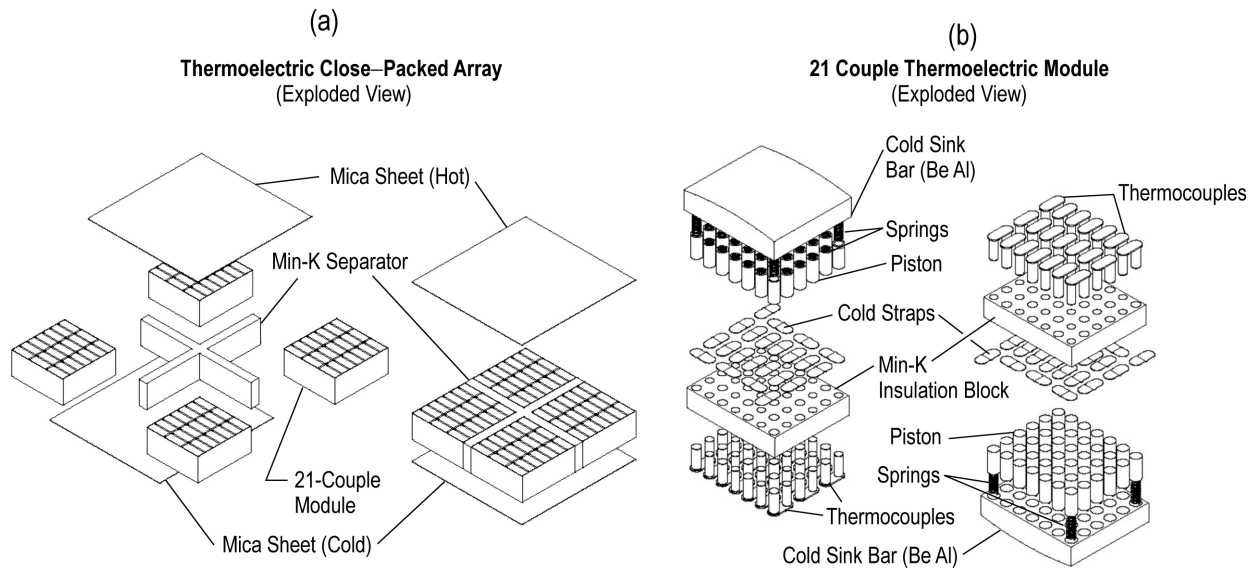 (a)
Thermoelectric Close–Packed Array
(Exploded View)
Mica Sheet (Hot)
Min-K Separator
21-Couple
Module
Mica Sheet (Cold)
(b)
21 Couple Thermoelectric Module
(Exploded View)
Cold Sink
Bar (Be Al)
Thermocouples
Springs
Piston
Cold Straps
Min-K
Insulation Block
Piston
Springs
Thermocouples
Cold Sink Bar (Be Al)